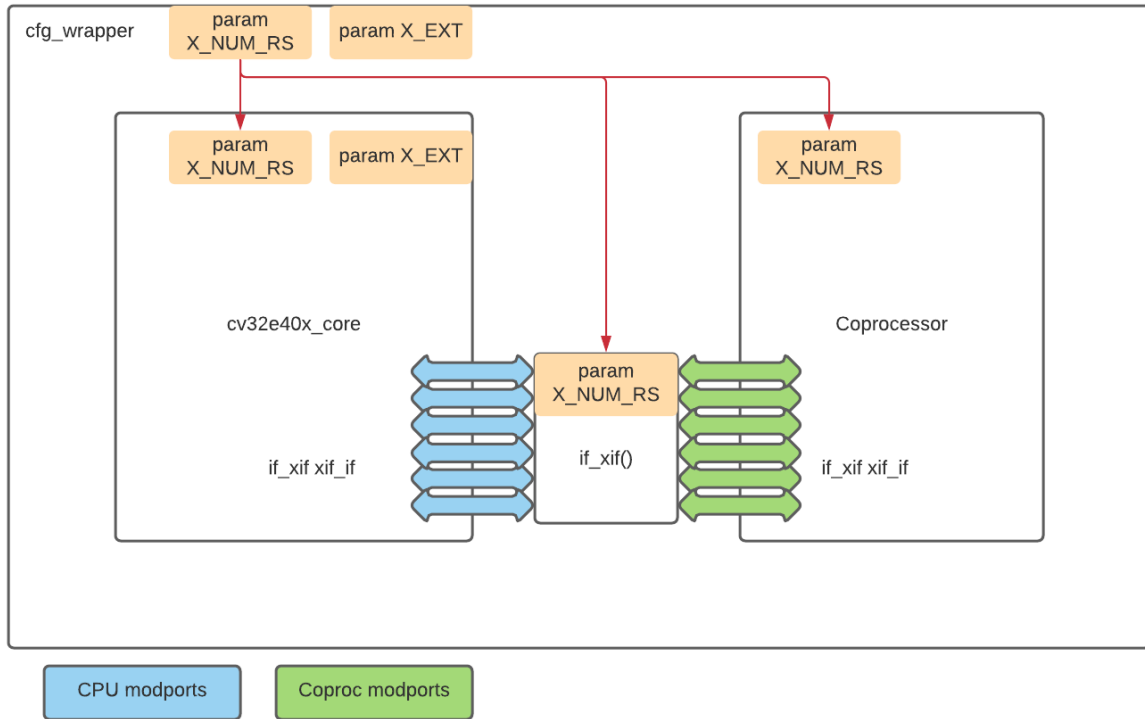 cfg_wrapper
param
X_NUM_RS
param X_EXT
param
X_NUM_RS
param X_EXT
param
X_NUM_RS
cv32e40x_core
Coprocessor
param
X_NUM_RS
if_xif xif_if
if_xif()
if_xif xif_if
CPU modports
Coproc modports